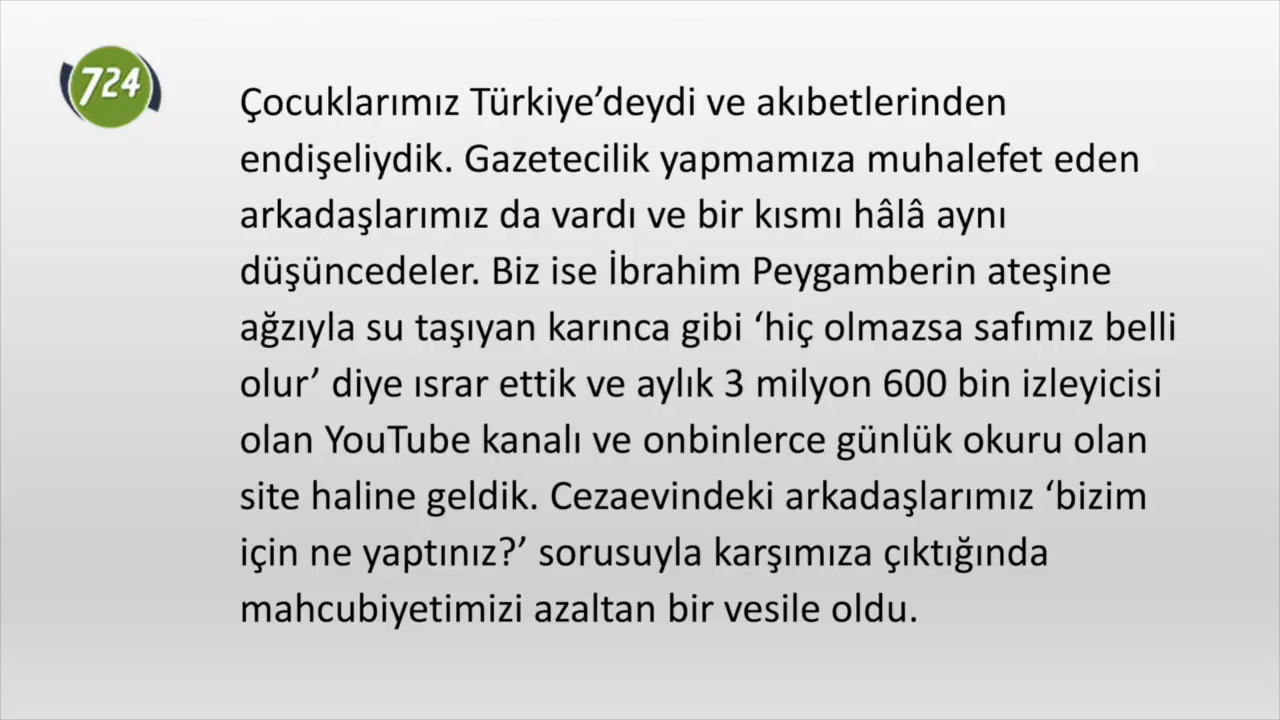 724
Çocuklarımız Türkiye’deydi ve akıbetlerinden
endişeliydik. Gazetecilik yapmamıza muhalefet eden
arkadaşlarımız da vardı ve bir kısmı hâlâ aynı
düşüncedeler. Biz ise İbrahim Peygamberin ateşine
ağzıyla su taşıyan karınca gibi ‘hiç olmazsa safımız belli
olur’ diye ısrar ettik ve aylık 3 milyon 600 bin izleyicisi
olan YouTube kanalı ve onbinlerce günlük okuru olan
site haline geldik. Cezaevindeki arkadaşlarımız ‘bizim
için ne yaptınız?’ sorusuyla karşımıza çıktığında
mahcubiyetimizi azaltan bir vesile oldu.